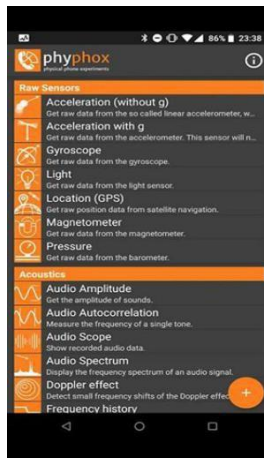 86% 23:38
phyphox
physical phone experiments
Raw Sensors
Acceleration (without g)
Get raw data from the so called linear accelerometer, w...
Acceleration with g
Get raw data from the accelerometer. This sensor will n...
Gyroscope
Get raw data from the gyroscope.
Light
Get raw data from the light sensor.
Location (GPS)
Get raw position data from satellite navigation.
Magnetometer
Get raw data from the magnetometer.
Pressure
Get raw data from the barometer.
Acoustics
Audio Amplitude
Get the amplitude of sounds.
Audio Autocorrelation
Measure the frequency of a single tone.
Audio Scope
Show recorded audio data.
Audio Spectrum
Display the frequency spectrum of an audio signal.
Doppler effect
Detect small frequency shifts of the Doppler effec
Frequency history